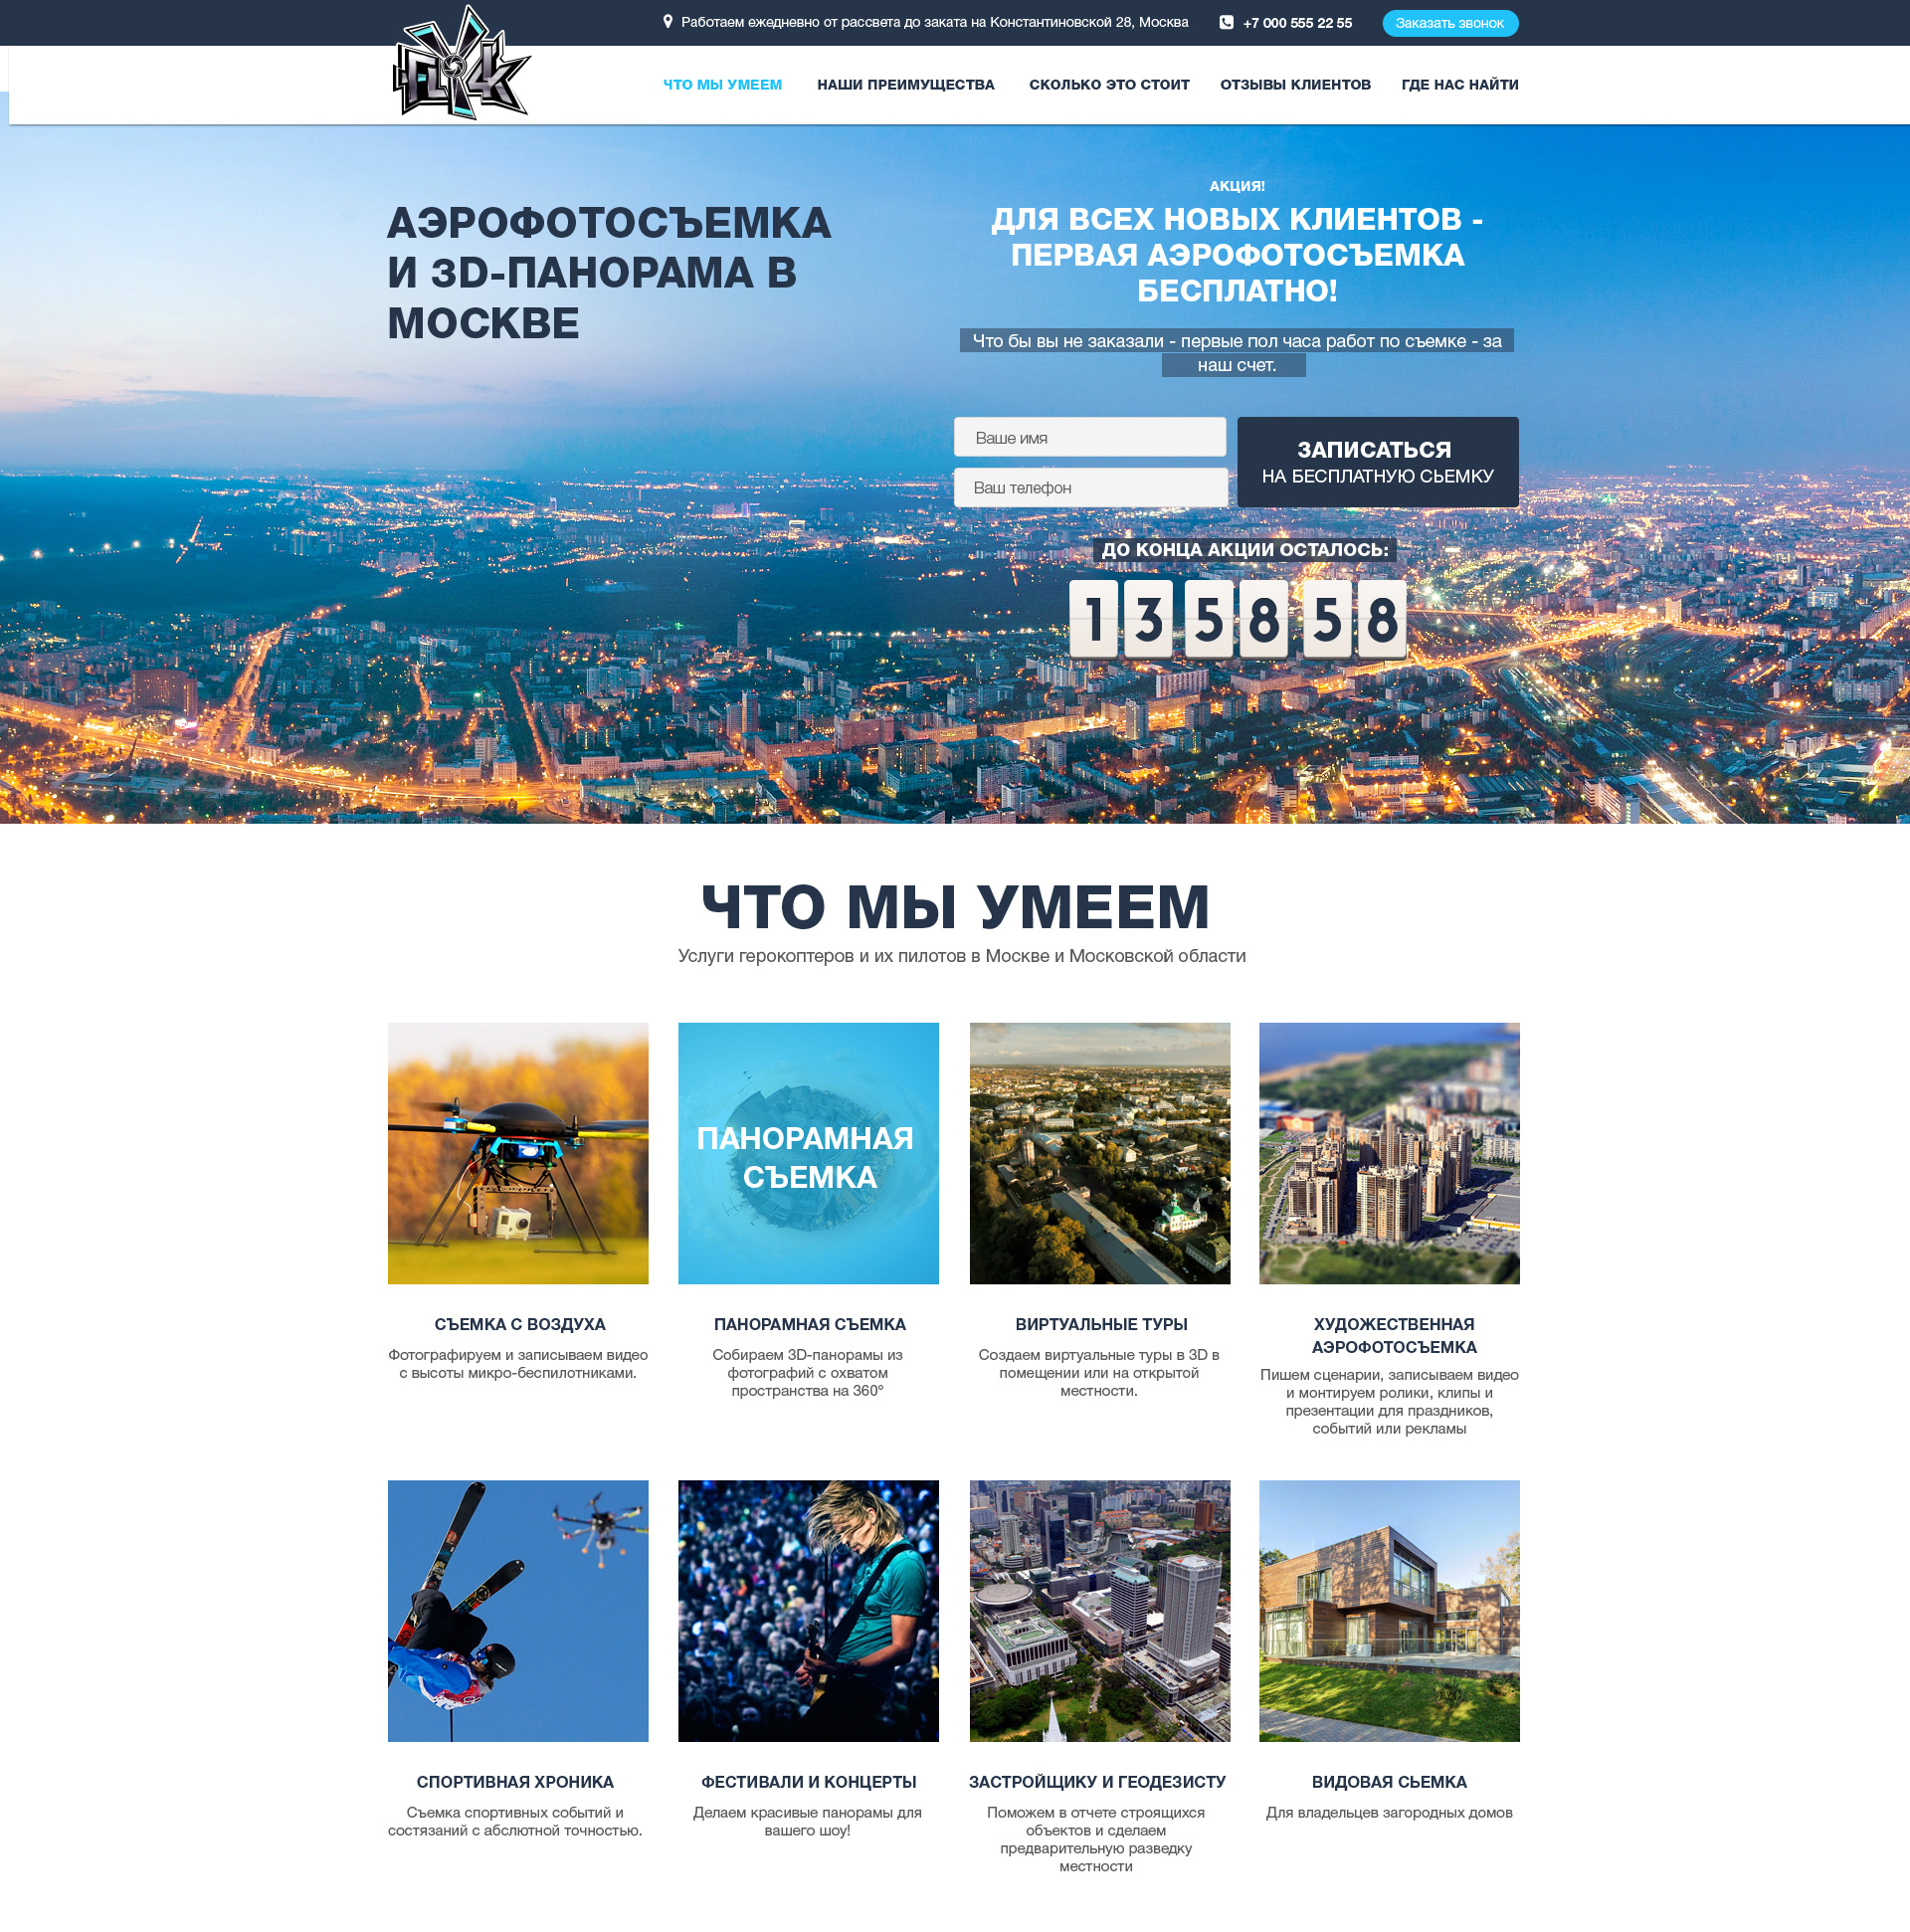 Работаем ежедневно от рассвета до заката на Константиновской 28, Москва
+7 000 555 22 55
Заказать звонок
ЧТО МЫ УМЕЕМ
НАШИ ПРЕИМУЩЕСТВА
СКОЛЬКО ЭТО СТОИТ
ОТЗЫВЫ КЛИЕНТОВ
ГДЕ НАС НАЙТИ
АЭРОФОТОСЪЕМКА
И 3D-ПАНОРАМА В
МОСКВЕ
АКЦИЯ!
ДЛЯ ВСЕХ НОВЫХ КЛИЕНТОВ -
ПЕРВАЯ АЭРОФОТОСЪЕМКА
БЕСПЛАТНО!
Что бы вы не заказали - первые пол часа работ по съемке - за
наш счет.
Ваше имя
Ваш телефон
ЗАПИСАТЬСЯ
НА БЕСПЛАТНУЮ СЬЕМКУ
ДО КОНЦА АКЦИИ ОСТАЛОСЬ:
13 58 58
ЧТО МЫ УМЕЕМ
Услуги герокоптеров и их пилотов в Москве и Московской области
ПАНОРАМНАЯ
СЪЕМКА
СЪЕМКА С ВОЗДУХА
Фотографируем и записываем видео
с высоты микро-беспилотниками.
ПАНОРАМНАЯ СЪЕМКА
Собираем 3D-панорамы из
фотографий с охватом
пространства на 360°
ВИРТУАЛЬНЫЕ ТУРЫ
Создаем виртуальные туры в 3D в
помещении или на открытой
местности.
ХУДОЖЕСТВЕННАЯ
АЭРОФОТОСЪЕМКА
Пишем сценарии, записываем видео
и монтируем ролики, клипы и
презентации для праздников,
событий или рекламы
СПОРТИВНАЯ ХРОНИКА
Съемка спортивных событий и
состязаний с абслютной точностью.
ФЕСТИВАЛИ И КОНЦЕРТЫ
Делаем красивые панорамы для
вашего шоу!
ЗАСТРОЙЩИКУ И ГЕОДЕЗИСТУ
Поможем в отчете строящихся
объектов и сделаем
предварительную разведку
местности
ВИДОВАЯ СЬЕМКА
Для владельцев загородных домов